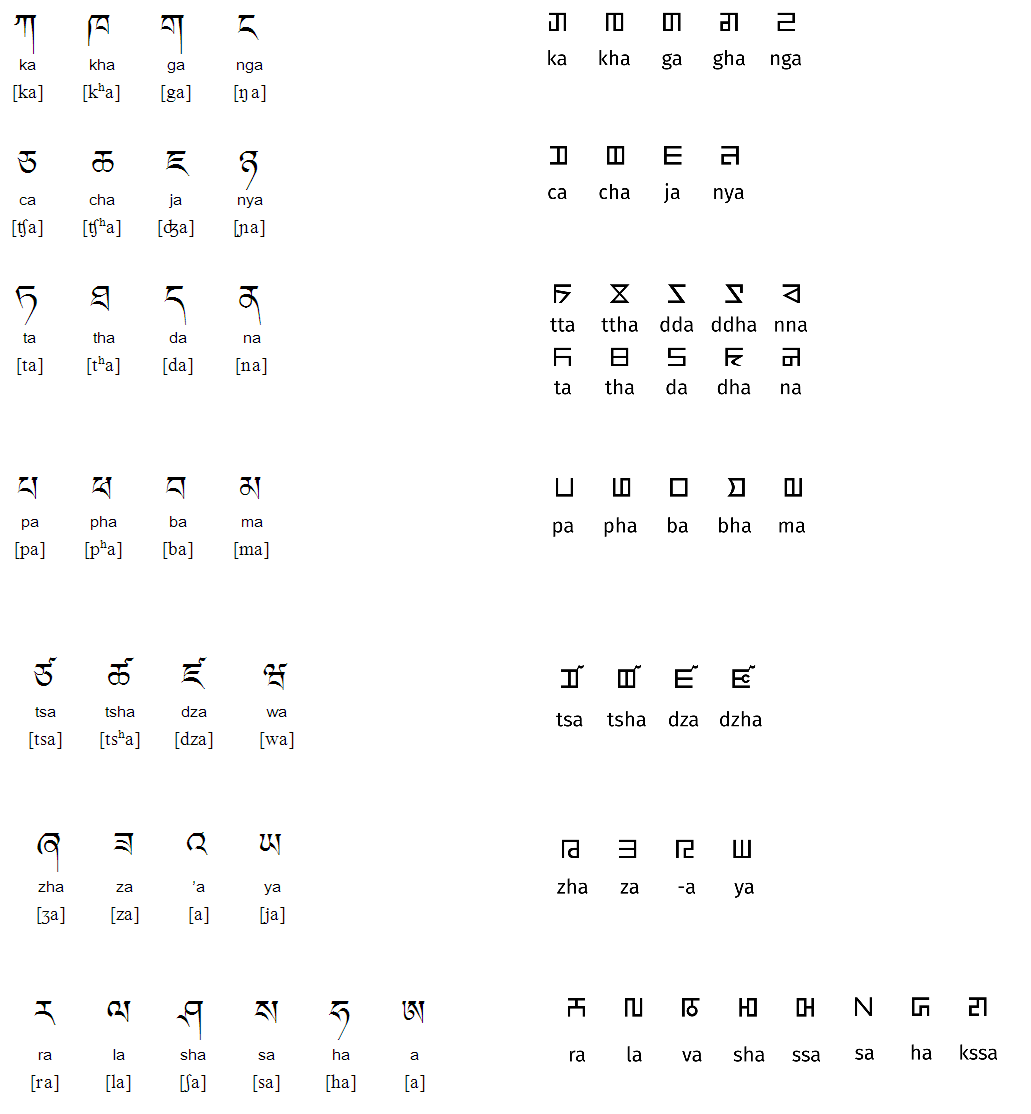 ཀ ཁ ག ང 𑨋 𑨌 𑨍 𑨎 𑨏
ka kha ga nga ka kha ga gha nga
[ka] [kʰa] [ga] [ŋa]
ཅ ཆ ཇ ཉ 𑨐 𑨑 𑨒 𑨓
ca cha ja nya ca cha ja nya
[ʧa] [ʧʰa] [ʤa] [ɲa]
ཏ ཐ ད ན 𑨔 𑨕 𑨖 𑨗 𑨘
ta tha da na tta ttha dda ddha nna
[ta] [tʰa] [da] [na] 𑨙 𑨚 𑨛 𑨜 𑨝
ta tha da dha na
པ ཕ བ མ 𑨞 𑨟 𑨠 𑨡 𑨢
pa pha ba ma pa pha ba bha ma
[pa] [pʰa] [ba] [ma]
ཙ ཚ ཛ ཝ 𑨣 𑨤 𑨥 𑨦
tsa tsha dza wa tsa tsha dza dzha
[tsa] [tsʰa] [dza] [wa]
ཞ ཟ འ ཡ 𑨧 𑨨 𑨩 𑨪
zha za ’a ya zha za -a ya
[ʒa] [za] [a] [ja]
ར ལ ཤ ས ཧ ཨ 𑨫 𑨬 𑨭 𑨮 𑨯 𑨰 𑨱 𑨲
ra la sha sa ha a ra la va sha ssa sa ha kssa
[ra] [la] [ʃa] [sa] [ha] [a]